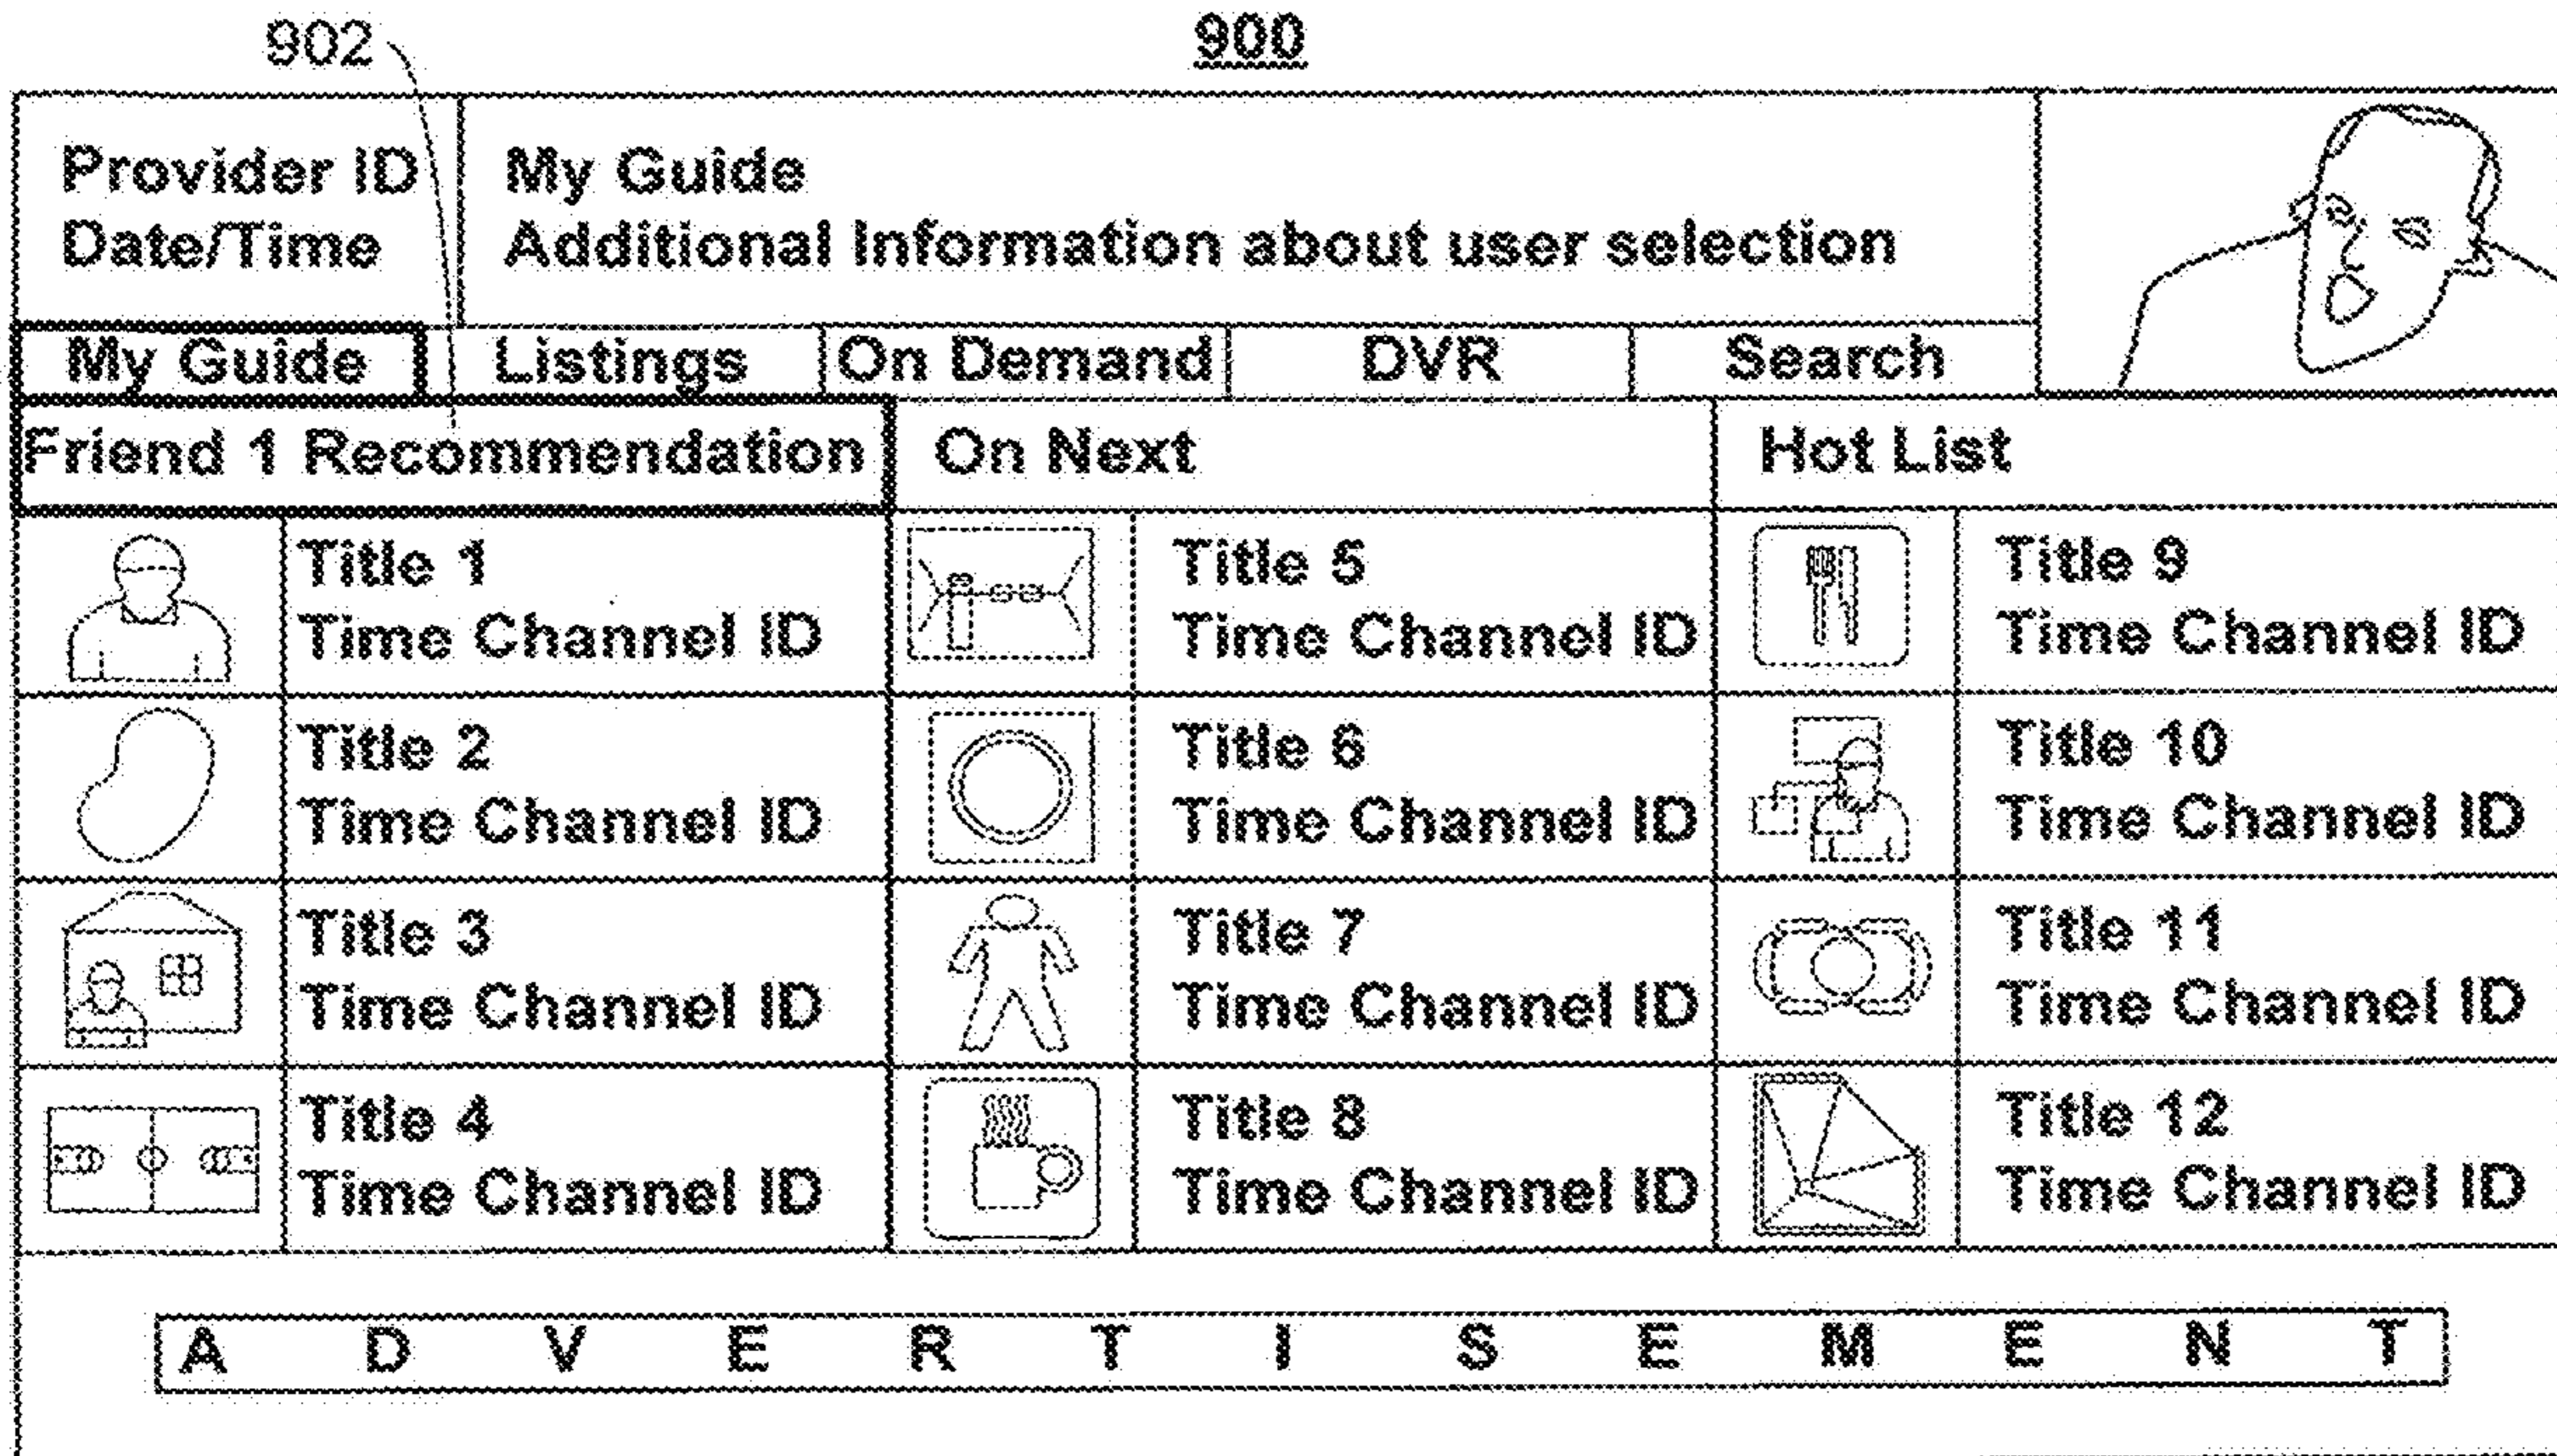 902
900
Provider ID
Date/Time
My Guide
Additional Information about user selection
My Guide
Listings
On Demand
DVR
Search
Friend 1 Recommendation
On Next
Hot List
Title 1
Time Channel ID
Title 5
Time Channel ID
Title 9
Time Channel ID
Title 2
Time Channel ID
Title 6
Time Channel ID
Title 10
Time Channel ID
Title 3
Time Channel ID
Title 7
Time Channel ID
Title 11
Time Channel ID
Title 4
Time Channel ID
Title 8
Time Channel ID
Title 12
Time Channel ID
A D V E R T I S E M E N T